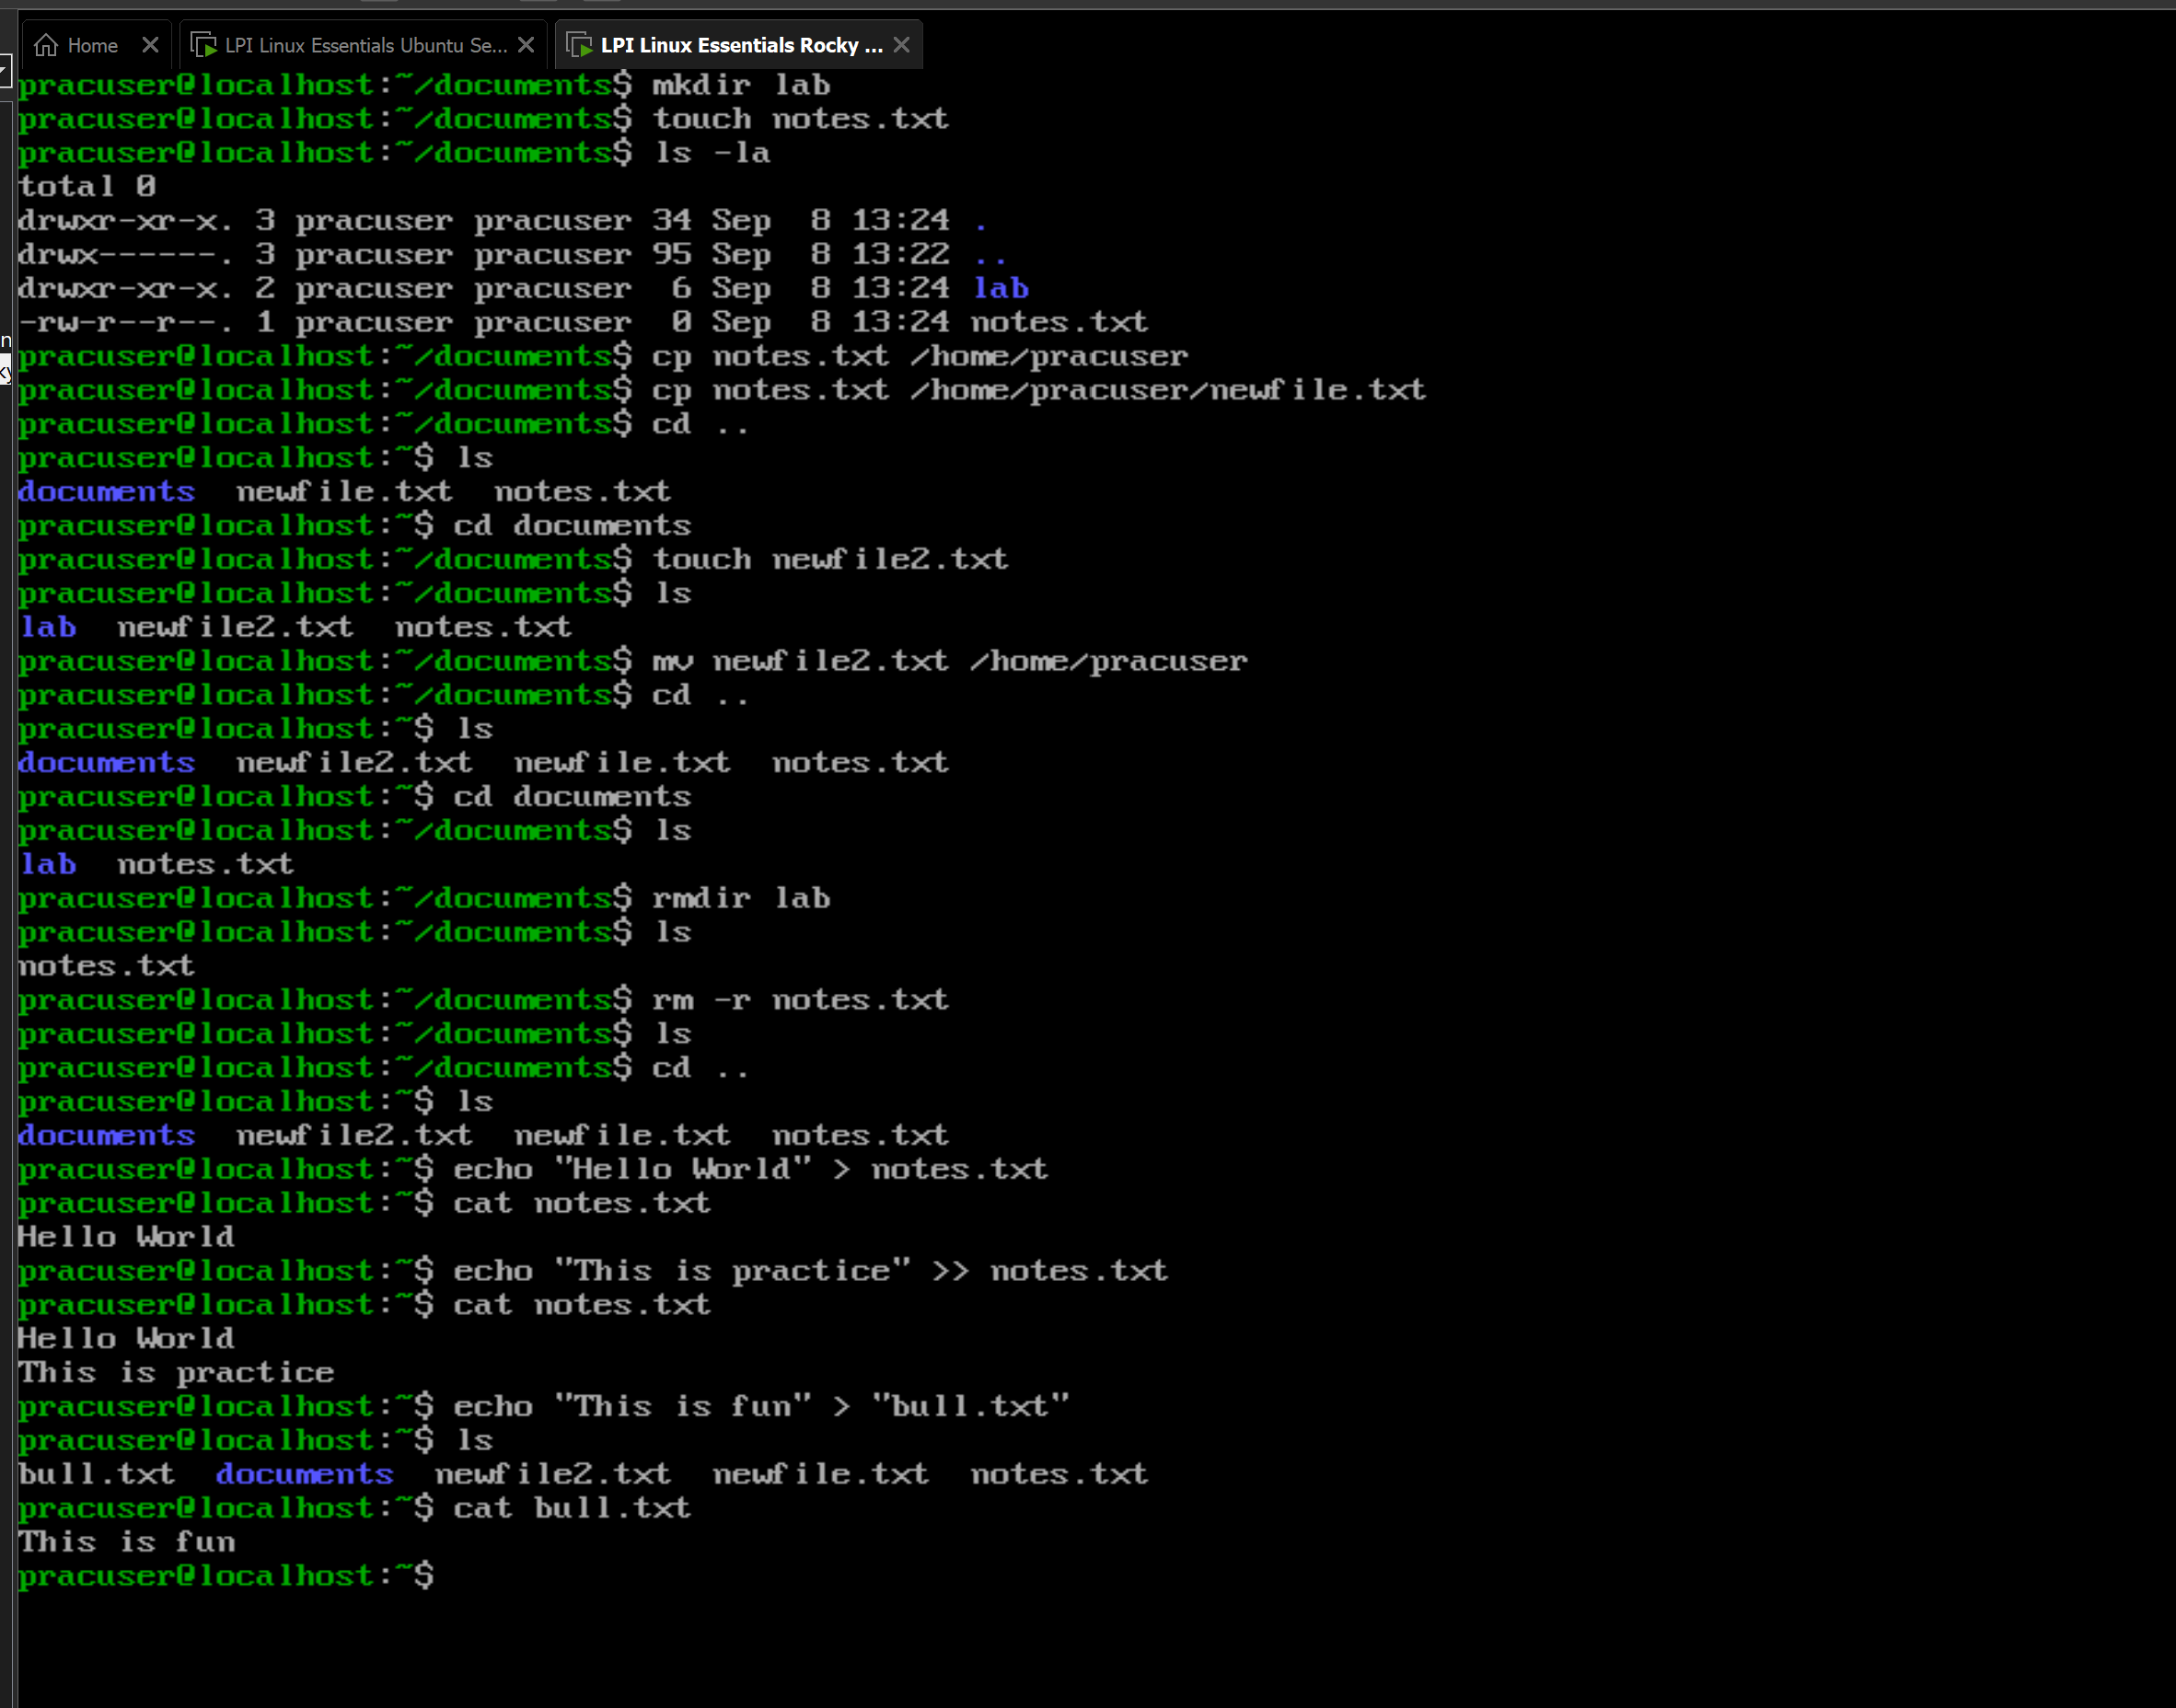 Home
LPI Linux Essentials Ubuntu Se...
LPI Linux Essentials Rocky ...
pracuser@localhost:~/documents$ mkdir lab
pracuser@localhost:~/documents$ touch notes.txt
pracuser@localhost:~/documents$ ls -la
total 0
drwxr-xr-x. 3 pracuser pracuser 34 Sep  8 13:24 .
drwx------. 3 pracuser pracuser 95 Sep  8 13:22 ..
drwxr-xr-x. 2 pracuser pracuser  6 Sep  8 13:24 lab
-rw-r--r--. 1 pracuser pracuser  0 Sep  8 13:24 notes.txt
pracuser@localhost:~/documents$ cp notes.txt /home/pracuser
pracuser@localhost:~/documents$ cp notes.txt /home/pracuser/newfile.txt
pracuser@localhost:~/documents$ cd ..
pracuser@localhost:~$ ls
documents  newfile.txt  notes.txt
pracuser@localhost:~$ cd documents
pracuser@localhost:~/documents$ touch newfile2.txt
pracuser@localhost:~/documents$ ls
lab  newfile2.txt  notes.txt
pracuser@localhost:~/documents$ mv newfile2.txt /home/pracuser
pracuser@localhost:~/documents$ cd ..
pracuser@localhost:~$ ls
documents  newfile2.txt  newfile.txt  notes.txt
pracuser@localhost:~$ cd documents
pracuser@localhost:~/documents$ ls
lab  notes.txt
pracuser@localhost:~/documents$ rmdir lab
pracuser@localhost:~/documents$ ls
notes.txt
pracuser@localhost:~/documents$ rm -r notes.txt
pracuser@localhost:~/documents$ ls
pracuser@localhost:~/documents$ cd ..
pracuser@localhost:~$ ls
documents  newfile2.txt  newfile.txt  notes.txt
pracuser@localhost:~$ echo "Hello World" > notes.txt
pracuser@localhost:~$ cat notes.txt
Hello World
pracuser@localhost:~$ echo "This is practice" >> notes.txt
pracuser@localhost:~$ cat notes.txt
Hello World
This is practice
pracuser@localhost:~$ echo "This is fun" > "bull.txt"
pracuser@localhost:~$ ls
bull.txt  documents  newfile2.txt  newfile.txt  notes.txt
pracuser@localhost:~$ cat bull.txt
This is fun
pracuser@localhost:~$